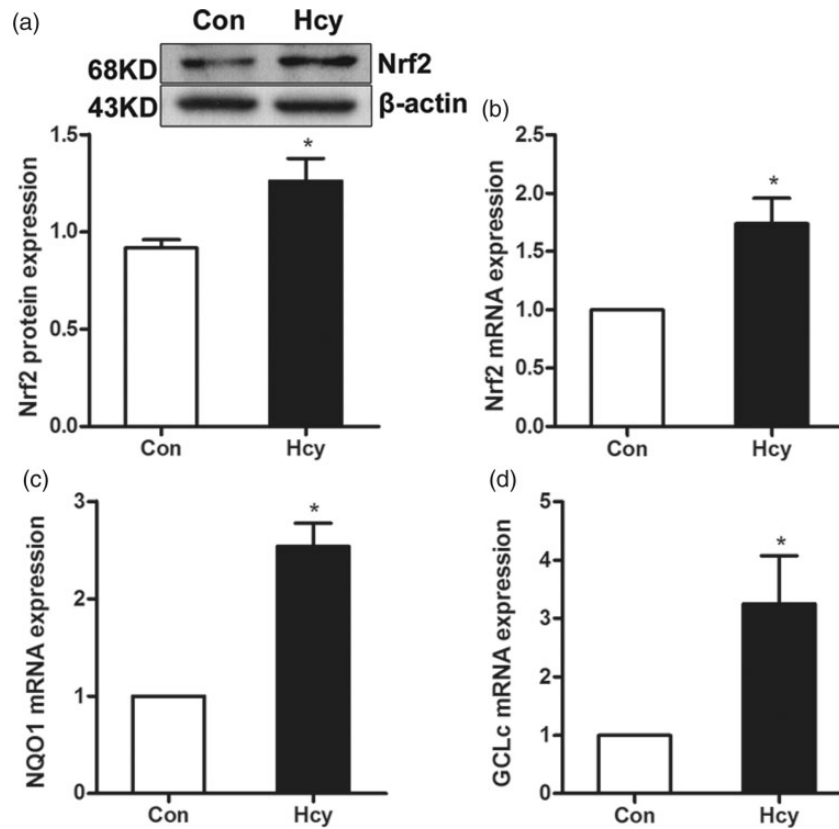 (a)
Con Hcy
68KD Nrf2
43KD β-actin
Nrf2 protein expression
1.5
*
1.0
0.5
0.0
Con Hcy
(b)
Nrf2 mRNA expression
2.5
2.0
*
1.5
1.0
0.5
0.0
Con Hcy
(c)
NQO1 mRNA expression
3
*
2
1
0
Con Hcy
(d)
GCLc mRNA expression
5
4
*
3
2
1
0
Con Hcy